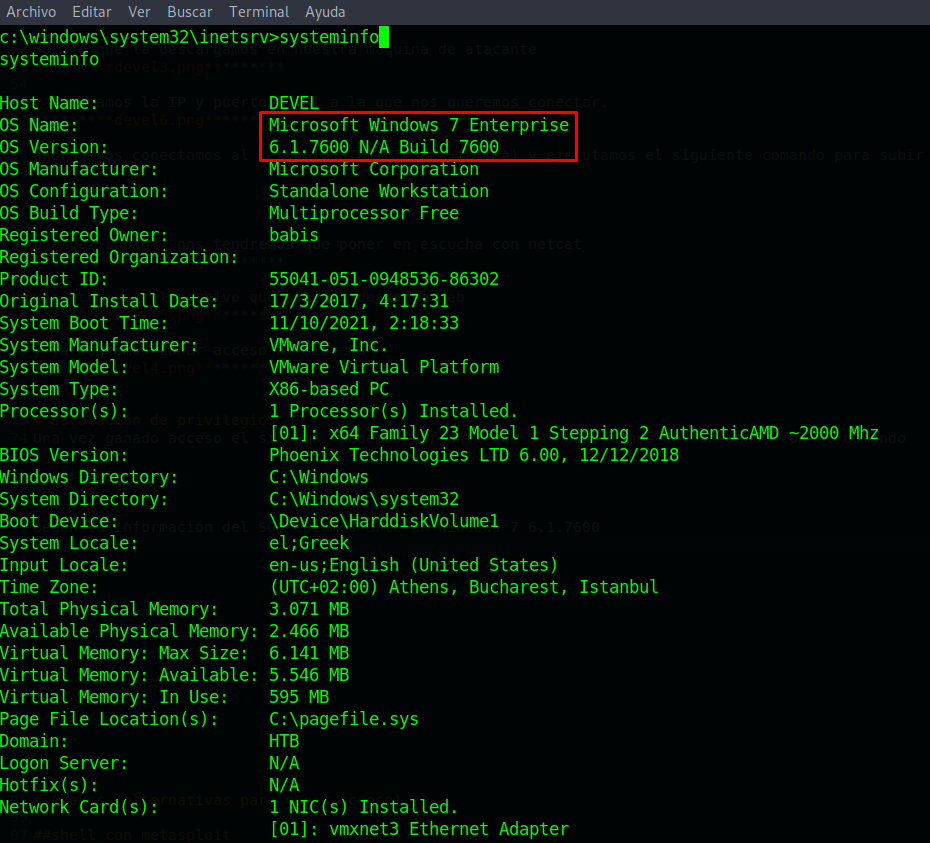 Archivo Editar Ver Buscar Terminal Ayuda
c:\windows\system32\inetsrv>systeminfo
systeminfo
Host Name: DEVEL
OS Name: Microsoft Windows 7 Enterprise
OS Version: 6.1.7600 N/A Build 7600
OS Manufacturer: Microsoft Corporation
OS Configuration: Standalone Workstation
OS Build Type: Multiprocessor Free
Registered Owner: babis
Registered Organization:
Product ID: 55041-051-0948536-86302
Original Install Date: 17/3/2017, 4:17:31
System Boot Time: 11/10/2021, 2:18:33
System Manufacturer: VMware, Inc.
System Model: VMware Virtual Platform
System Type: X86-based PC
Processor(s): 1 Processor(s) Installed.
[01]: x64 Family 23 Model 1 Stepping 2 AuthenticAMD ~2000 Mhz
BIOS Version: Phoenix Technologies LTD 6.00, 12/12/2018
Windows Directory: C:\Windows
System Directory: C:\Windows\system32
Boot Device: \Device\HarddiskVolume1
System Locale: el;Greek
Input Locale: en-us;English (United States)
Time Zone: (UTC+02:00) Athens, Bucharest, Istanbul
Total Physical Memory: 3.071 MB
Available Physical Memory: 2.466 MB
Virtual Memory: Max Size: 6.141 MB
Virtual Memory: Available: 5.546 MB
Virtual Memory: In Use: 595 MB
Page File Location(s): C:\pagefile.sys
Domain: HTB
Logon Server: N/A
Hotfix(s): N/A
Network Card(s): 1 NIC(s) Installed.
[01]: vmxnet3 Ethernet Adapter